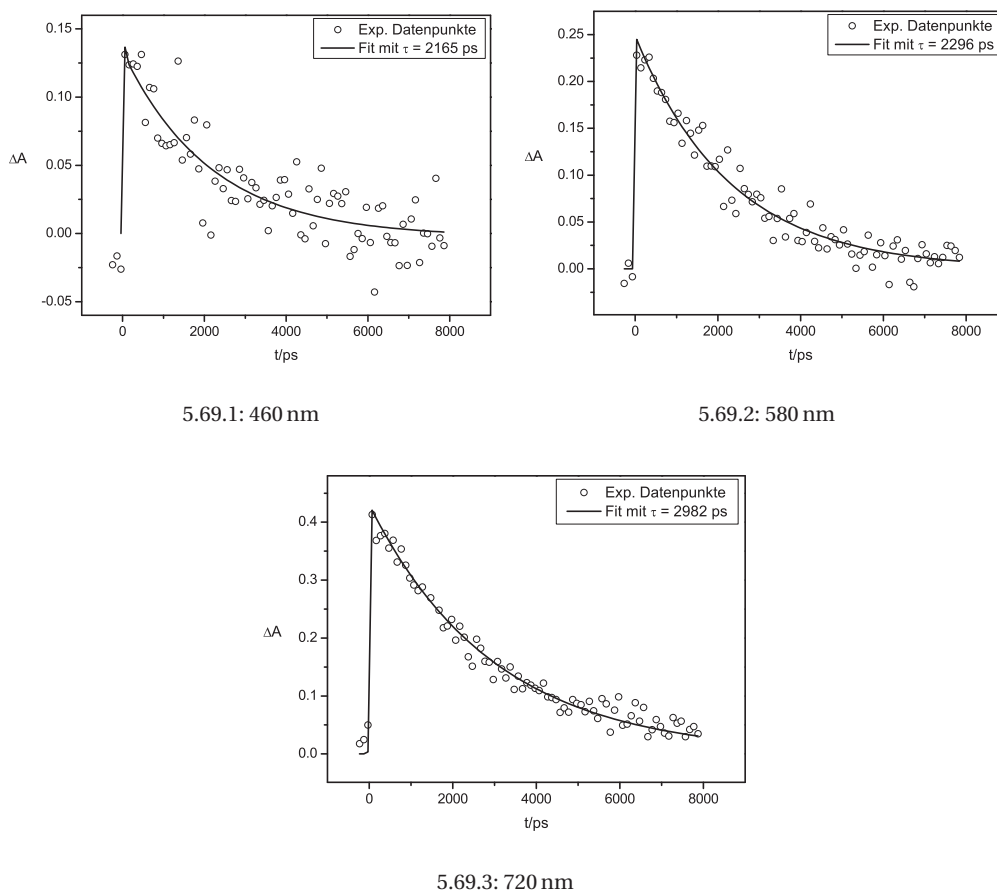 0.15
0.10
0.05
0.00
-0.05
ΔA
Exp. Datenpunkte
Fit mit τ = 2165 ps
0 2000 4000 6000 8000
t/ps
5.69.1: 460 nm
0.25
0.20
0.15
0.10
0.05
0.00
ΔA
Exp. Datenpunkte
Fit mit τ = 2296 ps
0 2000 4000 6000 8000
t/ps
5.69.2: 580 nm
0.4
0.3
0.2
0.1
0.0
ΔA
Exp. Datenpunkte
Fit mit τ = 2982 ps
0 2000 4000 6000 8000
t/ps
5.69.3: 720 nm